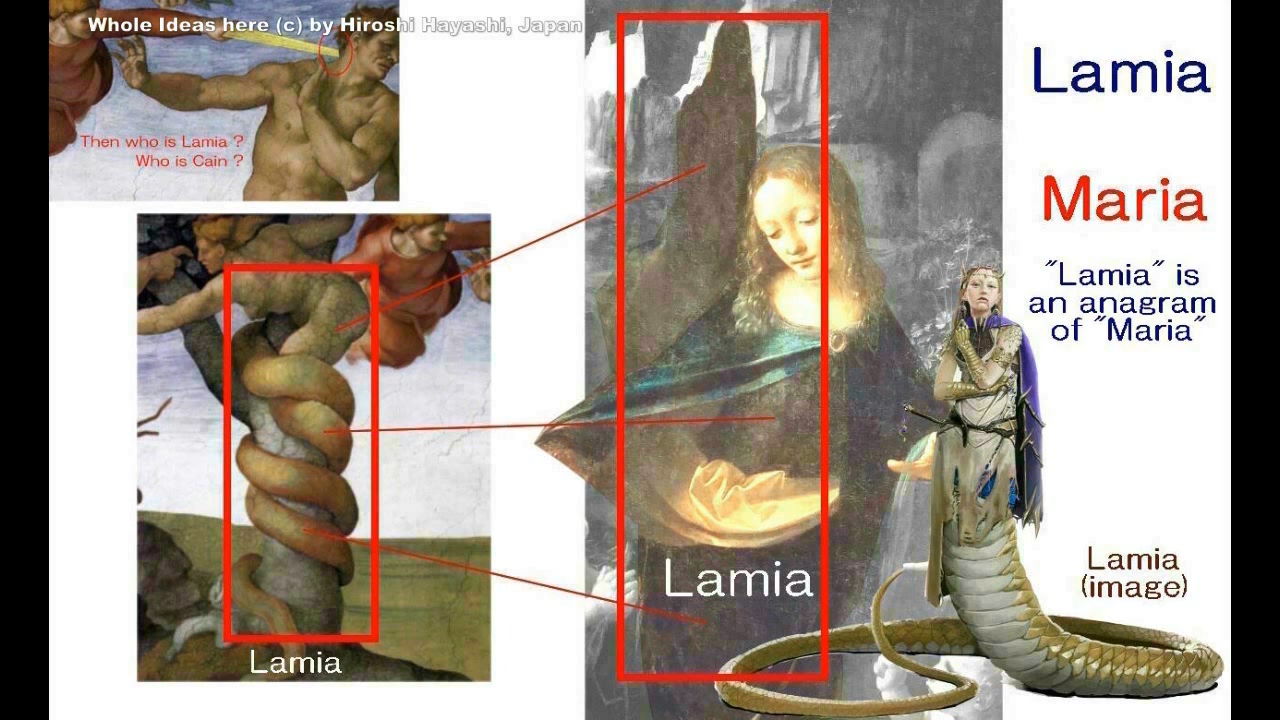 Whole Ideas here (c) by Hiroshi Hayashi, Japan
Then who is Lamia ?
Who is Cain ?
Lamia
Lamia
Lamia
Maria
"Lamia" is
an anagram
of "Maria"
Lamia
(image)